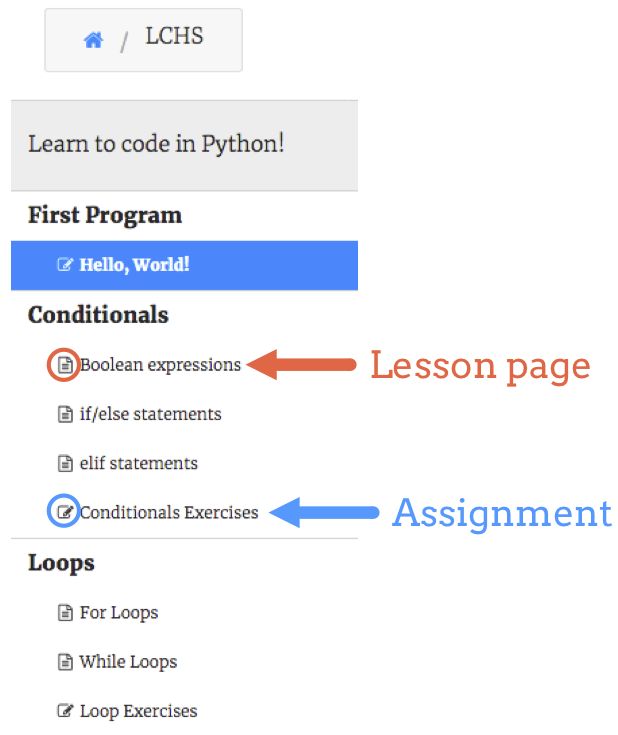 / LCHS
Learn to code in Python!
First Program
Hello, World!
Conditionals
Boolean expressions
Lesson page
if/else statements
elif statements
Conditionals Exercises
Assignment
Loops
For Loops
While Loops
Loop Exercises